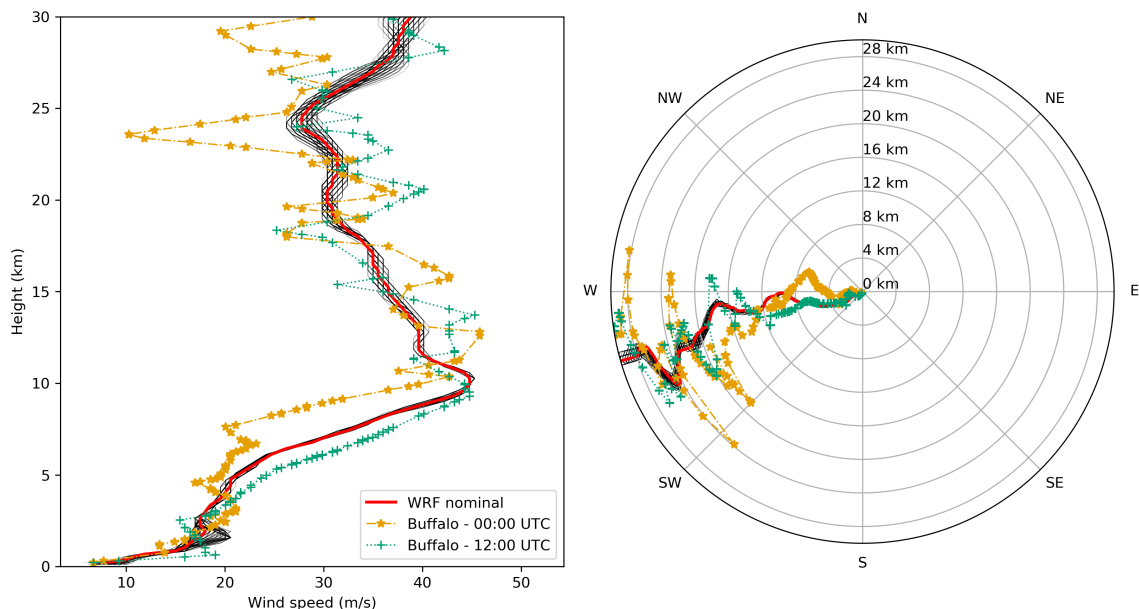 30
25
20
15
10
5
0
Height (km)
10
20
30
40
50
Wind speed (m/s)
WRF nominal
Buffalo - 00:00 UTC
Buffalo - 12:00 UTC
N
NE
E
SE
S
SW
W
NW
28 km
24 km
20 km
16 km
12 km
8 km
4 km
0 km